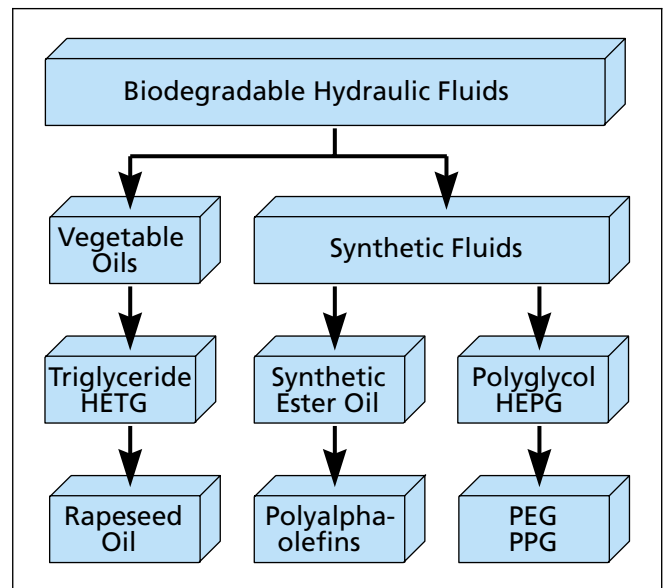 Biodegradable Hydraulic Fluids
Vegetable
Oils
Synthetic Fluids
Triglyceride
HETG
Synthetic
Ester Oil
Polyglycol
HEPG
Rapeseed
Oil
Polyalpha-
olefins
PEG
PPG